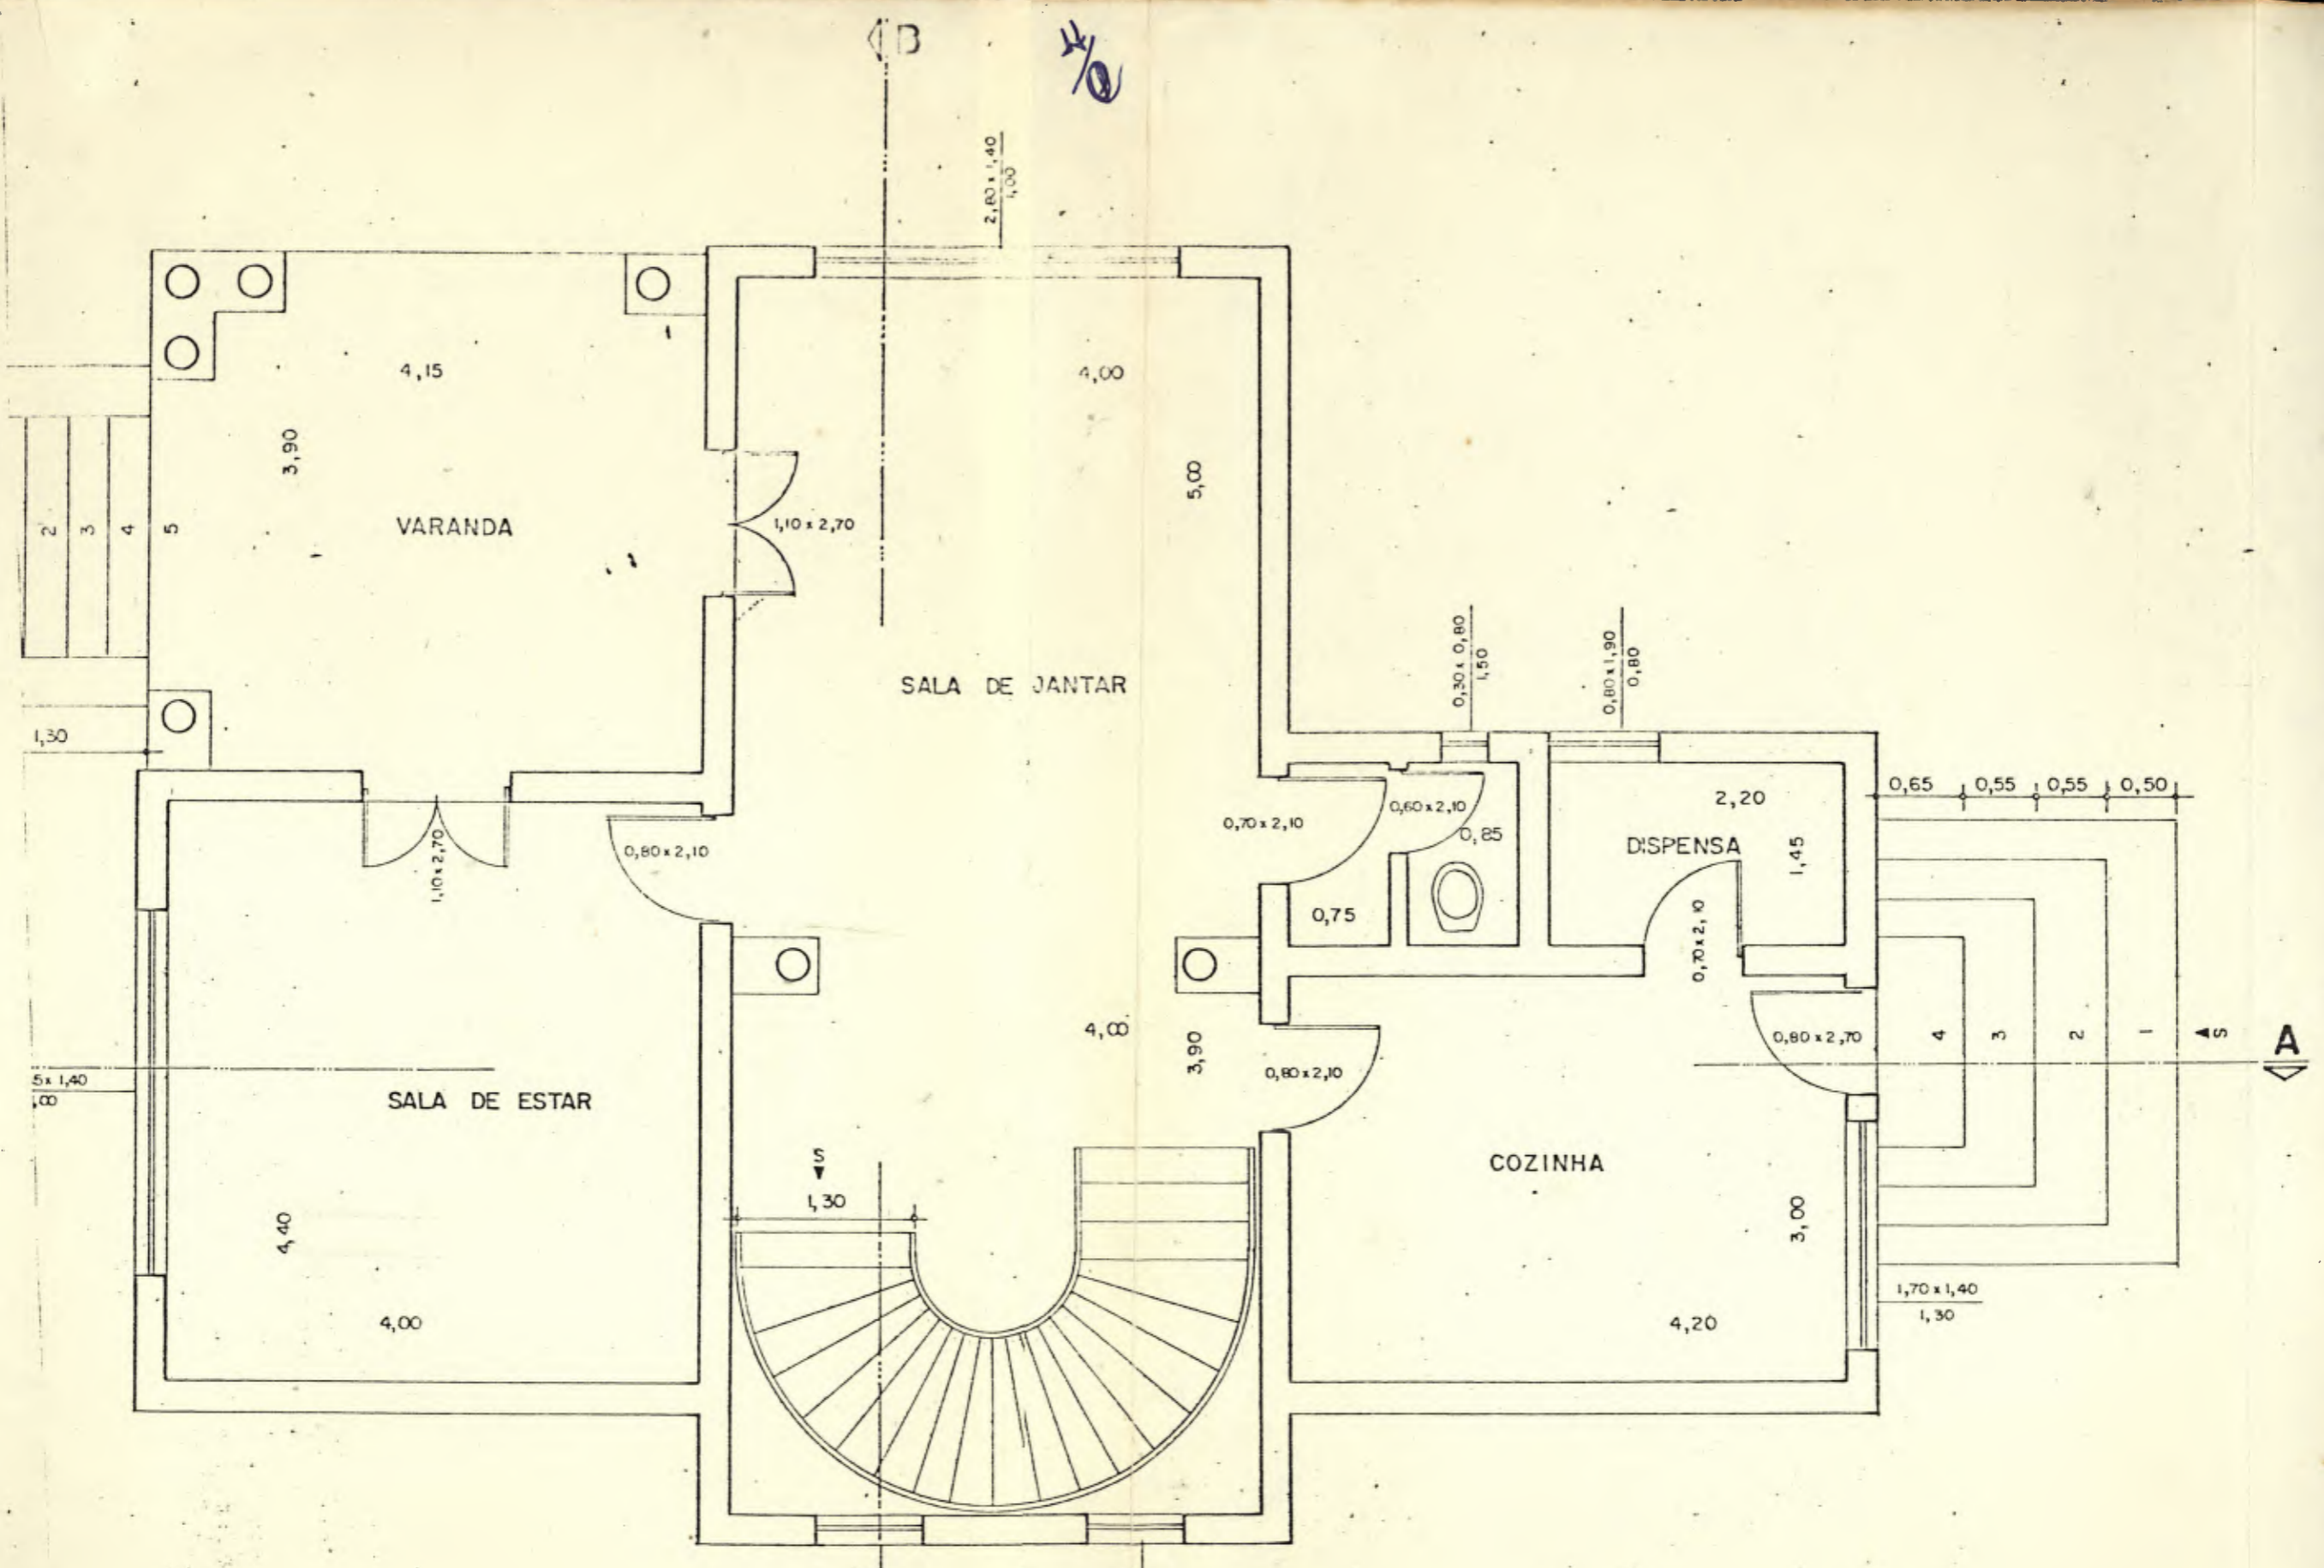 B
2,80 x 1,40
1,00
4,15
4,00
3,90
5,00
VARANDA
1,10 x 2,70
2
3
4
5
SALA DE JANTAR
0,30 x 0,80
1,50
0,80 x 1,90
0,80
1,30
0,65
0,55
0,55
0,50
2,20
0,60 x 2,10
0,70 x 2,10
0,85
DISPENSA
1,45
0,80 x 2,10
1,10 x 2,70
0,75
0,70 x 2,10
4,00
3,90
0,80 x 2,10
0,80 x 2,70
4
3
2
1
S
A
5 x 1,40
,00
SALA DE ESTAR
COZINHA
S
1,30
4,40
3,00
4,00
4,20
1,70 x 1,40
1,30